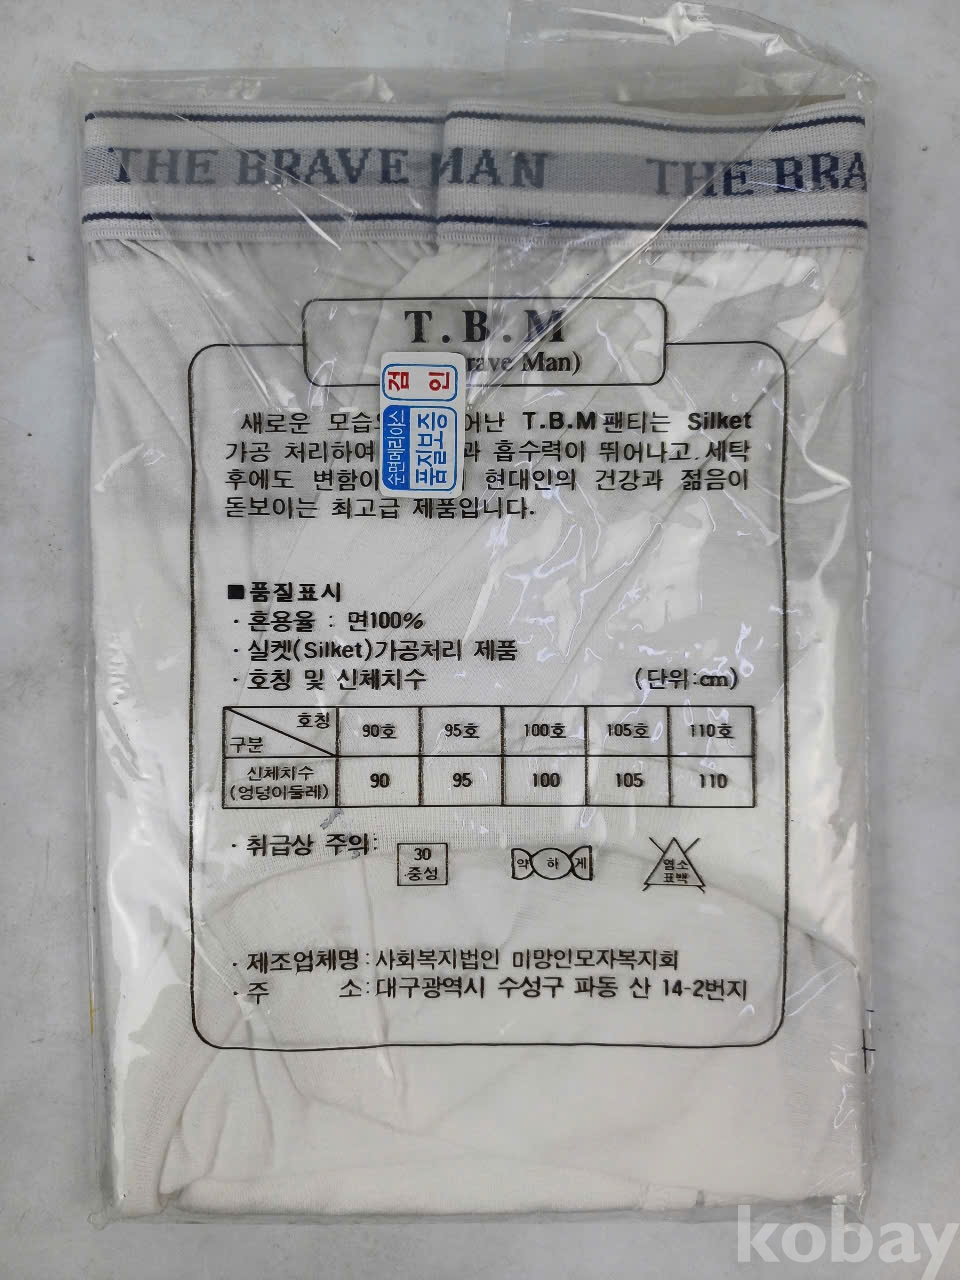 THE BRAVE MAN THE BRA
T.B.M
rave Man)
검인
순면메리야스
품질보증
새로운 모습 어난 T.B.M 팬티는 Silket
가공 처리하여 과 흡수력이 뛰어나고.세탁
후에도 변함이 현대인의 건강과 젊음이
돋보이는 최고급 제품입니다.
■품질표시
· 혼용율 : 면100%
· 실켓(Silket)가공처리 제품
· 호칭 및 신체치수 (단위:cm)
호칭 구분 90호 95호 100호 105호 110호
신체치수 (엉덩이둘레) 90 95 100 105 110
· 취급상 주의:
30
중성
약하게
염소
표백
· 제조업체명 : 사회복지법인 미망인모자복지회
· 주 소 : 대구광역시 수성구 파동 산 14-2번지
kobay